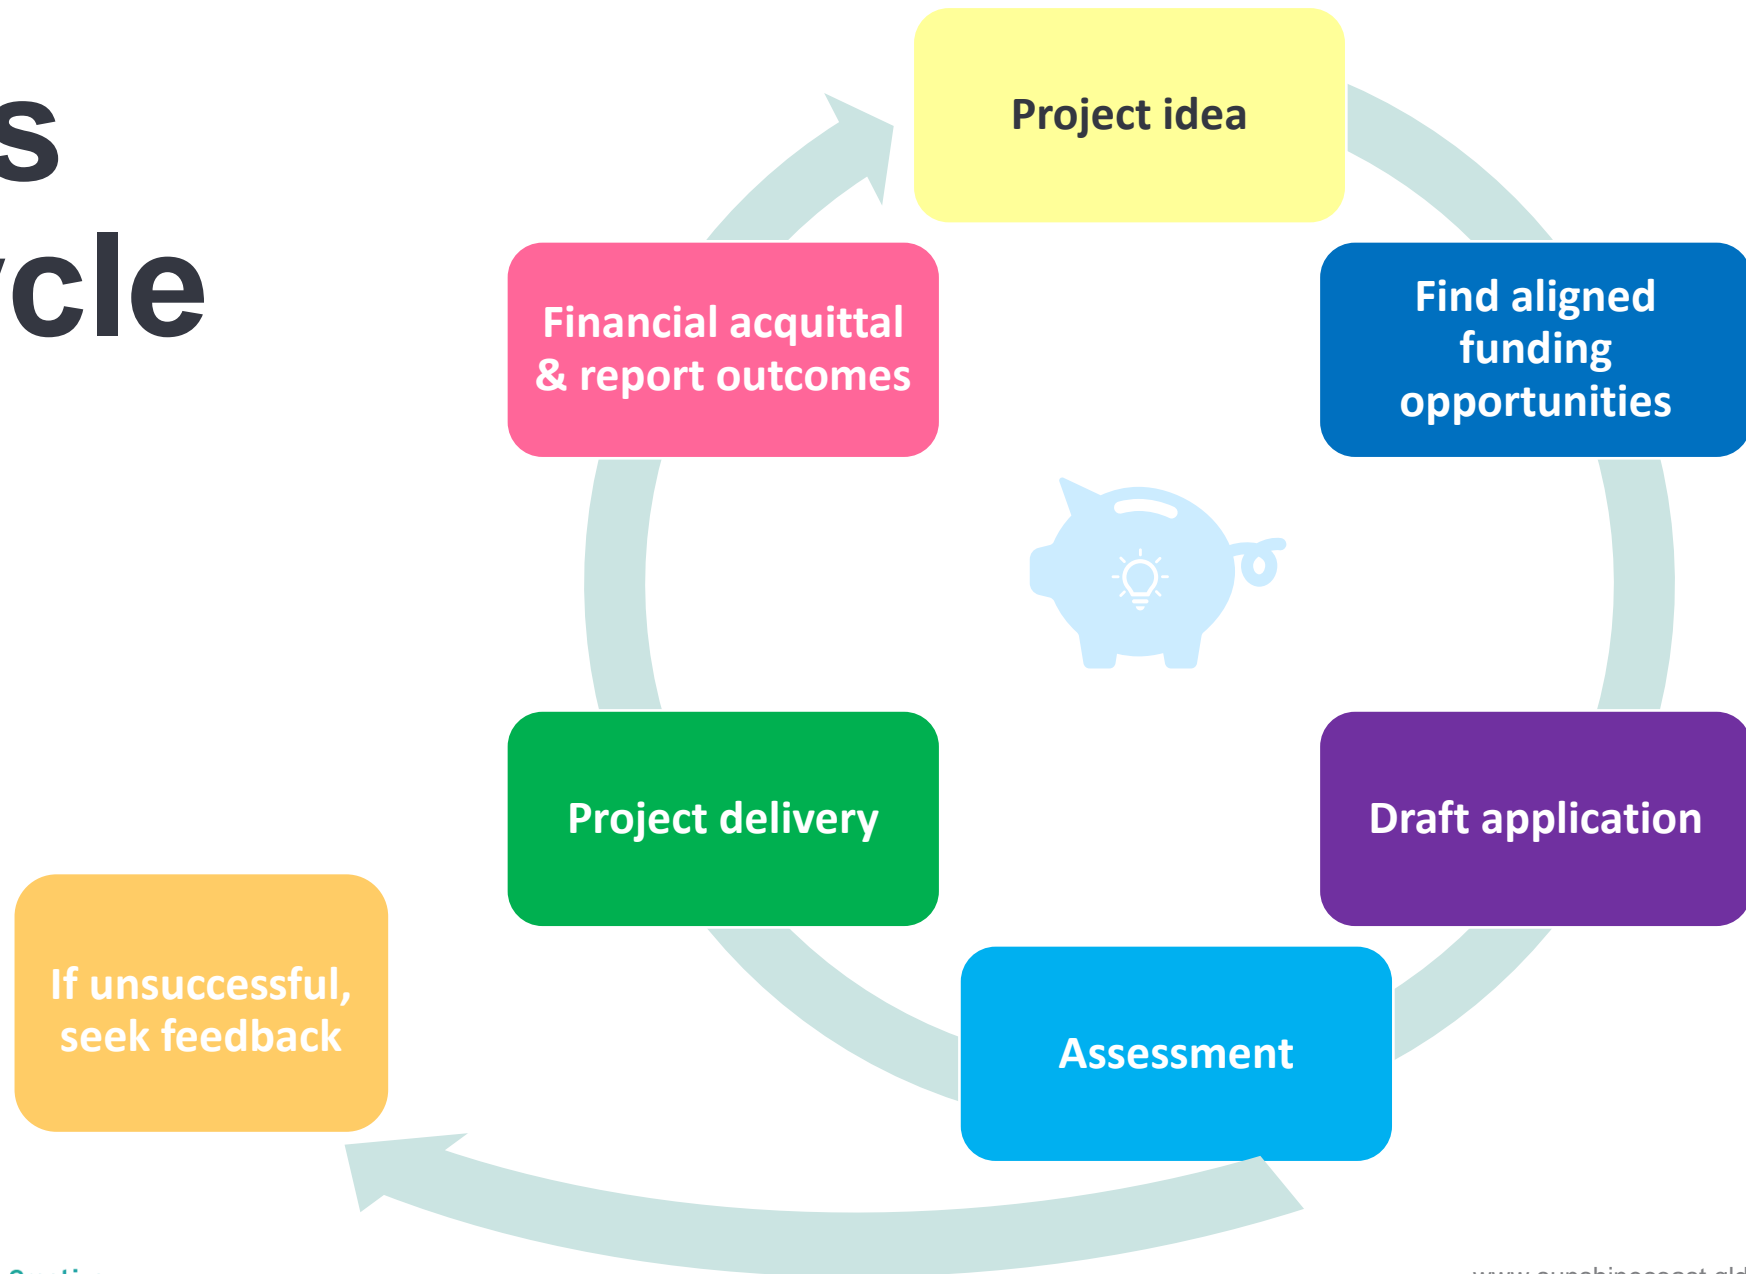 s
ycle
Project idea
Find aligned
funding
opportunities
Financial acquittal
& report outcomes
Project delivery
Draft application
If unsuccessful,
seek feedback
Assessment